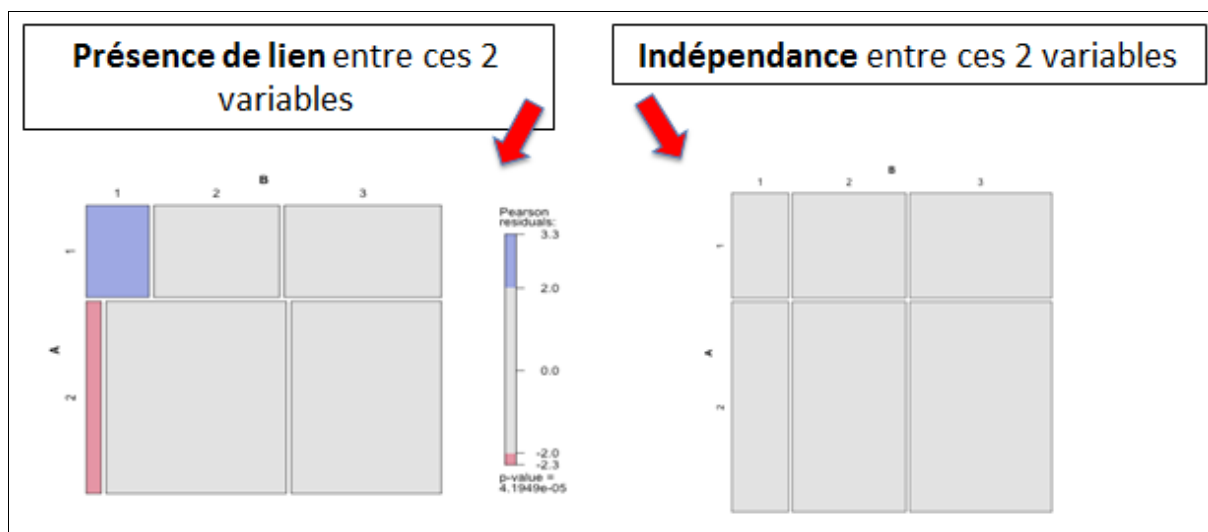 Présence de lien entre ces 2
variables
Indépendance entre ces 2 variables
B
1 2 3
1
A
2
Pearson
residuals:
3.3
2.0
0.0
-2.0
-2.3
p-value =
4.1949e-05
B
1 2 3
1
A
2